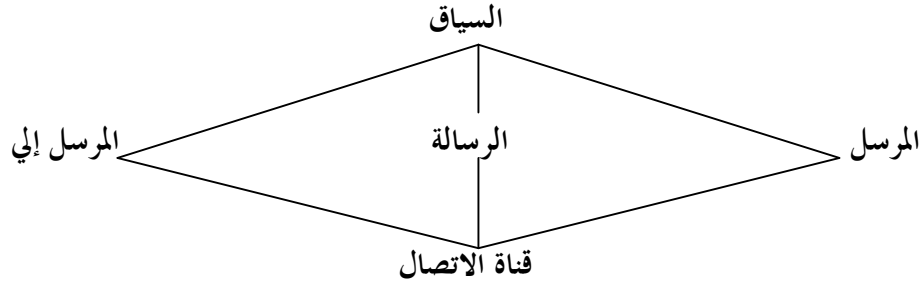 السياق
المرسل الرسالة المرسل إلي
قناة الاتصال